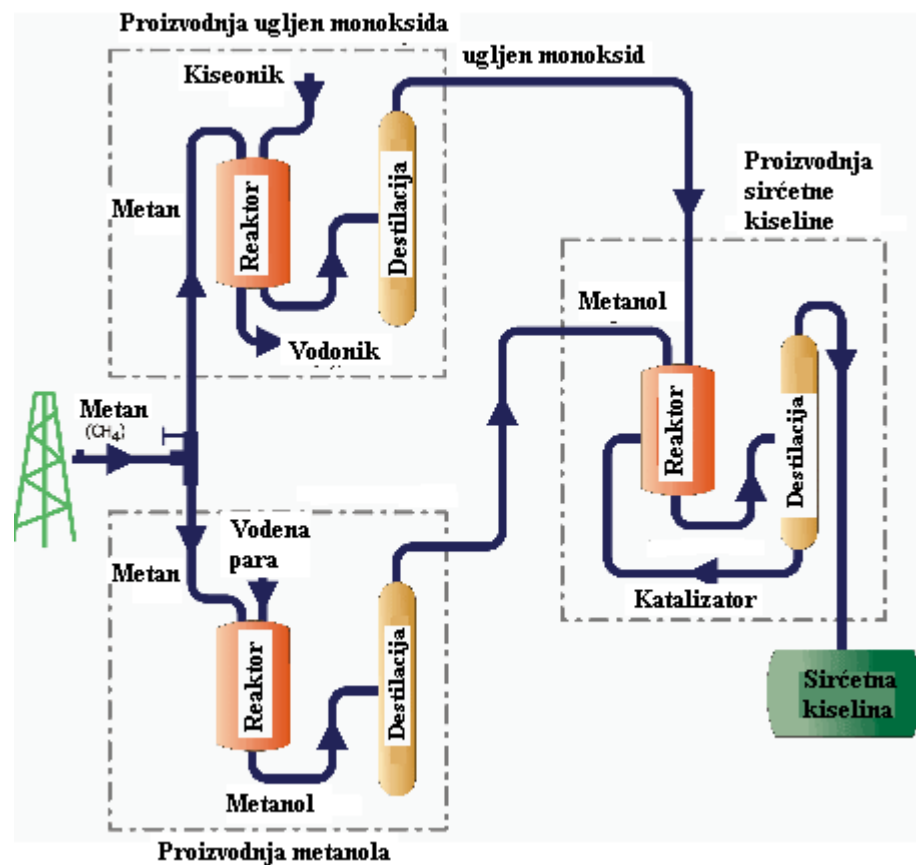 Proizvodnja ugljen monoksida
Kiseonik
ugljen monoksid
Metan
Reaktor
Destilacija
Vodonik
Proizvodnja
sirćetne
kiseline
Metanol
Reaktor
Destilacija
Katalizator
Metan
(CH₄)
Metan
Vodena
para
Reaktor
Destilacija
Metanol
Sirćetna
kiselina
Proizvodnja metanola